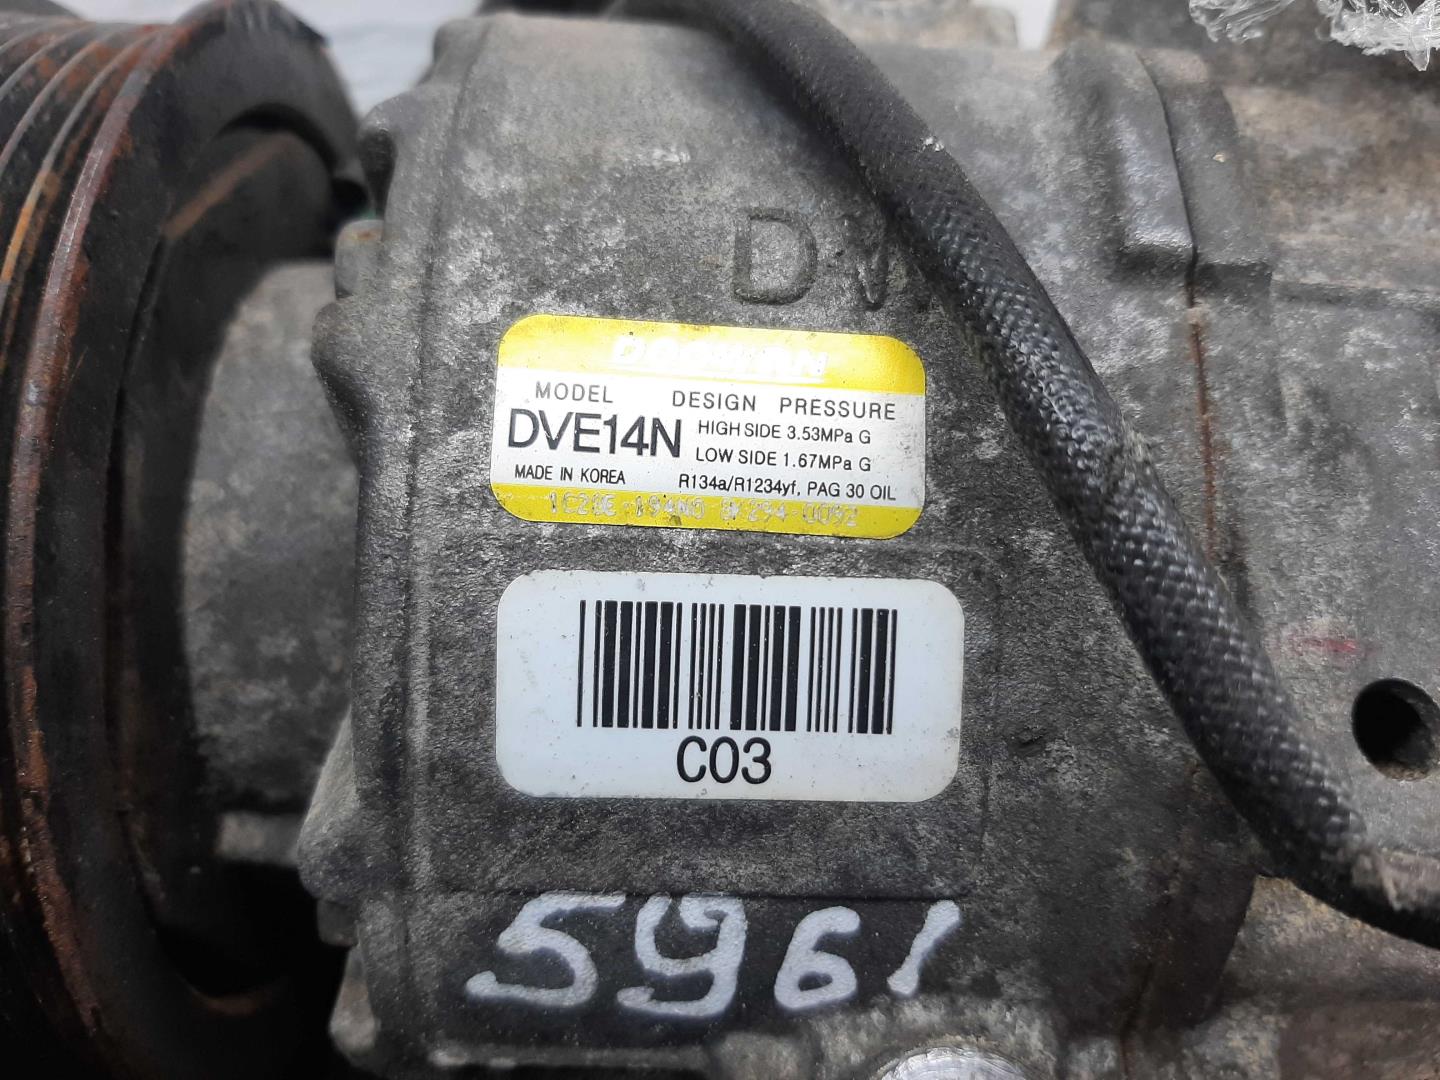 DV
DOOWON
MODEL DESIGN PRESSURE
DVE14N HIGH SIDE 3.53MPa G
LOW SIDE 1.67MPa G
MADE IN KOREA R134a/R1234yf, PAG 30 OIL
C03
5961